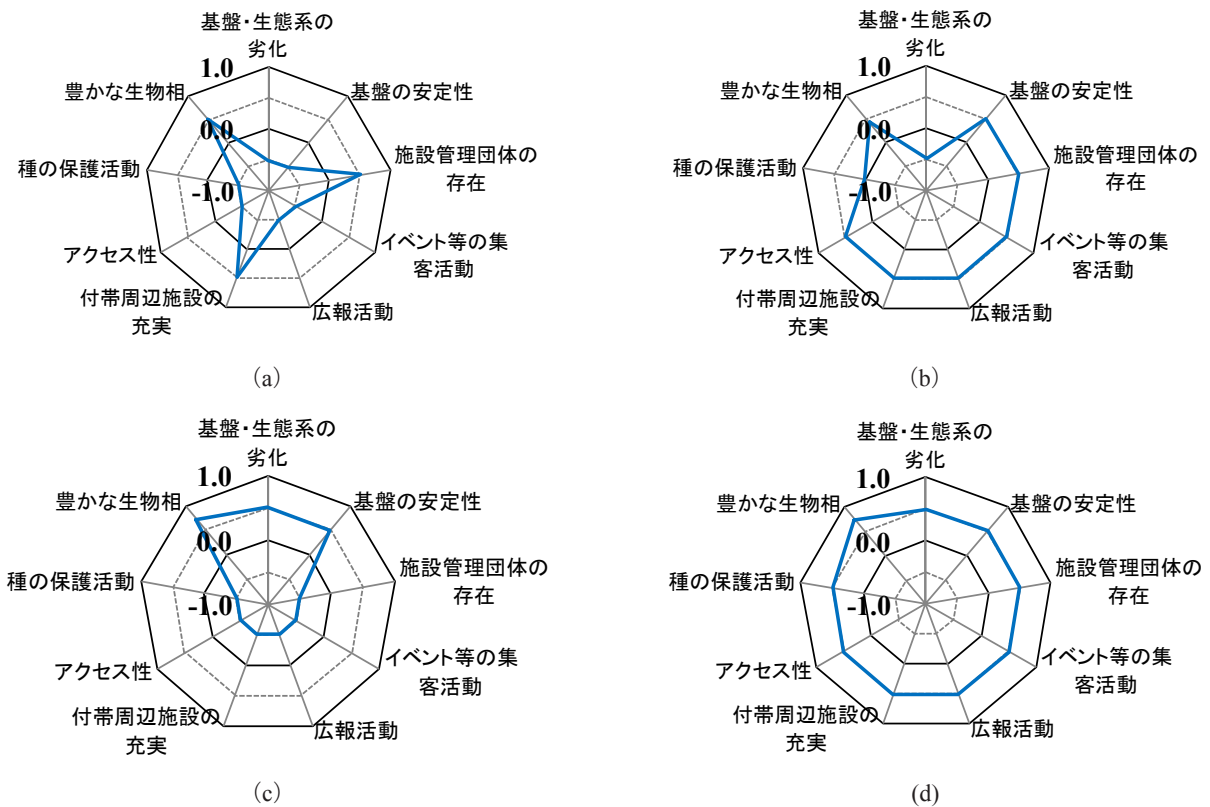 基盤・生態系の
劣化
1.0
豊かな生物相
基盤の安定性
0.0
種の保護活動
施設管理団体の
存在
-1.0
アクセス性
イベント等の集
客活動
付帯周辺施設の
充実
広報活動
(a)
基盤・生態系の
劣化
1.0
豊かな生物相
基盤の安定性
0.0
種の保護活動
施設管理団体の
存在
-1.0
アクセス性
イベント等の集
客活動
付帯周辺施設の
充実
広報活動
(b)
基盤・生態系の
劣化
1.0
豊かな生物相
基盤の安定性
0.0
種の保護活動
施設管理団体の
存在
-1.0
アクセス性
イベント等の集
客活動
付帯周辺施設の
充実
広報活動
(c)
基盤・生態系の
劣化
1.0
豊かな生物相
基盤の安定性
0.0
種の保護活動
施設管理団体の
存在
-1.0
アクセス性
イベント等の集
客活動
付帯周辺施設の
充実
広報活動
(d)